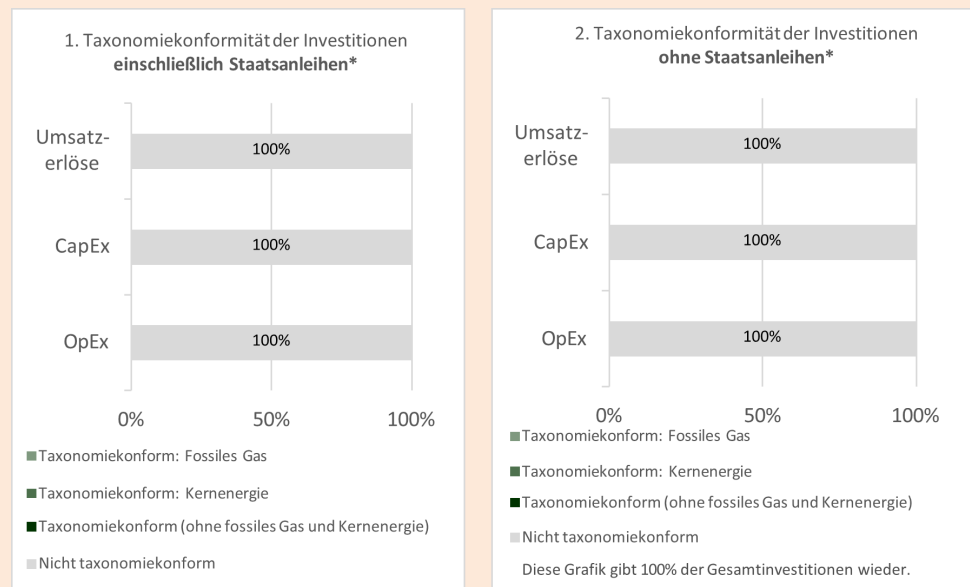 1. Taxonomiekonformität der Investitionen
einschließlich Staatsanleihen*
Umsatz-
erlöse
100%
CapEx
100%
OpEx
100%
0%
50%
100%
Taxonomiekonform: Fossiles Gas
Taxonomiekonform: Kernenergie
Taxonomiekonform (ohne fossiles Gas und Kernenergie)
Nicht taxonomiekonform
2. Taxonomiekonformität der Investitionen
ohne Staatsanleihen*
Umsatz-
erlöse
100%
CapEx
100%
OpEx
100%
0%
50%
100%
Taxonomiekonform: Fossiles Gas
Taxonomiekonform: Kernenergie
Taxonomiekonform (ohne fossiles Gas und Kernenergie)
Nicht taxonomiekonform
Diese Grafik gibt 100% der Gesamtinvestitionen wieder.